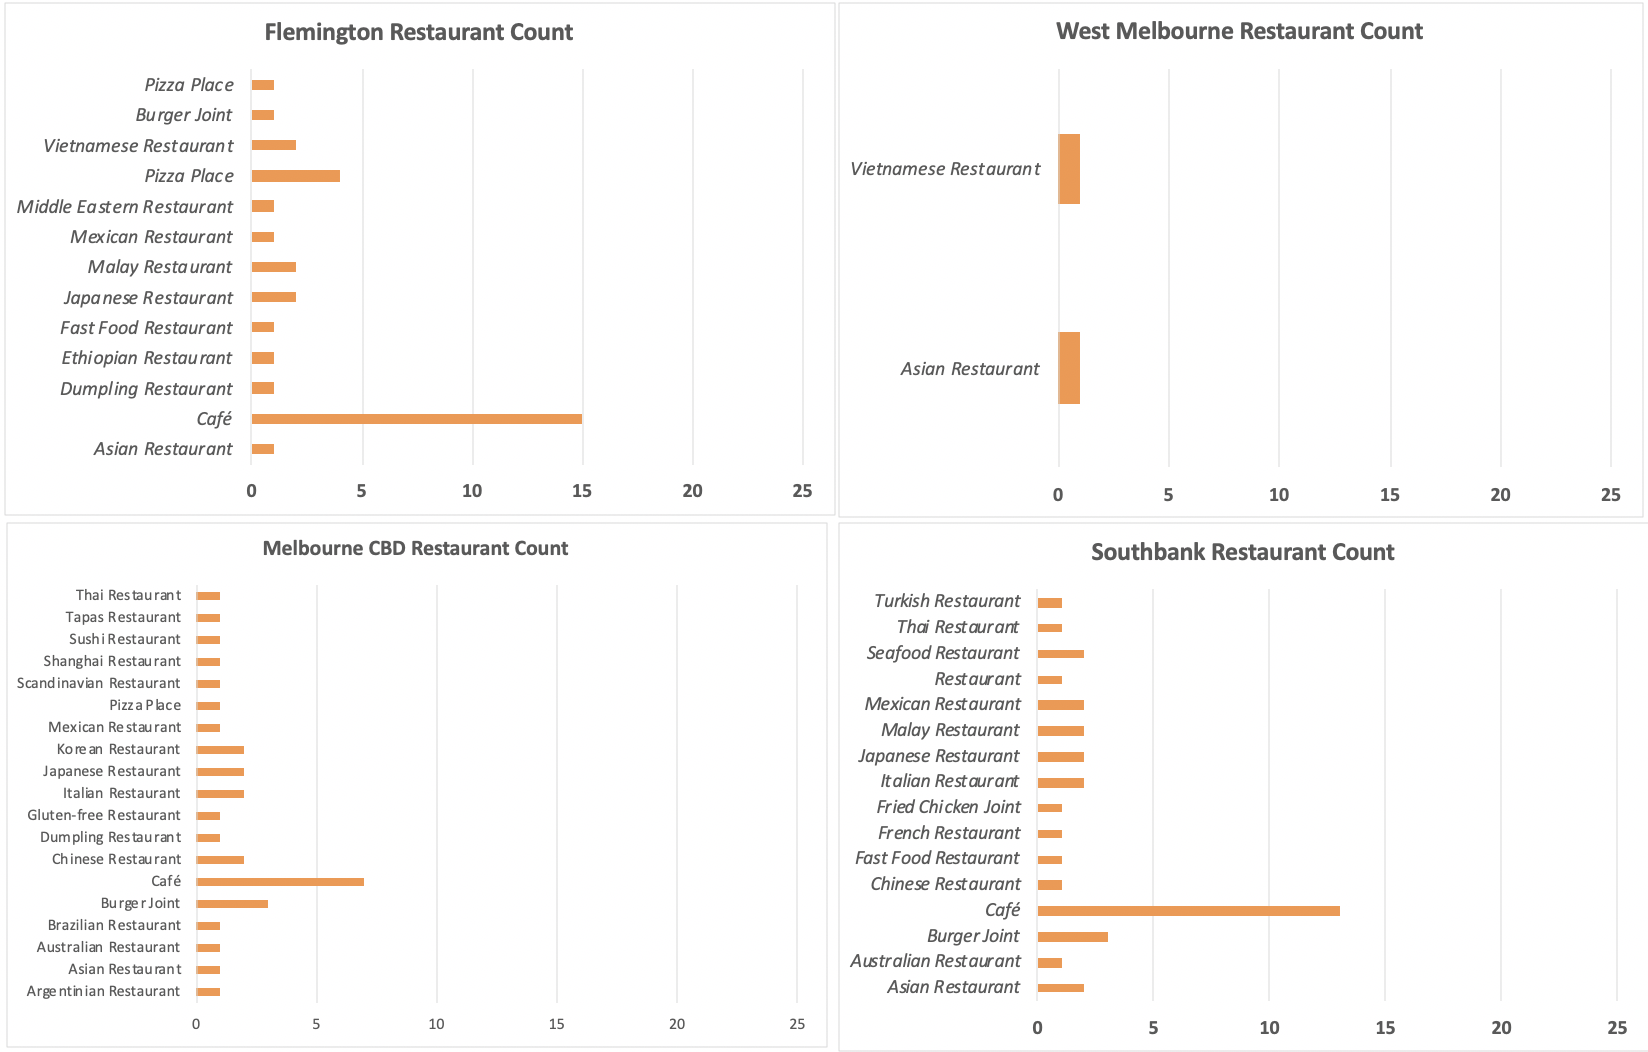 Flemington Restaurant Count
Pizza Place
Burger Joint
Vietnamese Restaurant
Pizza Place
Middle Eastern Restaurant
Mexican Restaurant
Malay Restaurant
Japanese Restaurant
Fast Food Restaurant
Ethiopian Restaurant
Dumpling Restaurant
Café
Asian Restaurant
0 5 10 15 20 25
West Melbourne Restaurant Count
Vietnamese Restaurant
Asian Restaurant
0 5 10 15 20 25
Melbourne CBD Restaurant Count
Thai Restaurant
Tapas Restaurant
Sushi Restaurant
Shanghai Restaurant
Scandinavian Restaurant
Pizza Place
Mexican Restaurant
Korean Restaurant
Japanese Restaurant
Italian Restaurant
Gluten-free Restaurant
Dumpling Restaurant
Chinese Restaurant
Café
Burger Joint
Brazilian Restaurant
Australian Restaurant
Asian Restaurant
Argentinian Restaurant
0 5 10 15 20 25
Southbank Restaurant Count
Turkish Restaurant
Thai Restaurant
Seafood Restaurant
Restaurant
Mexican Restaurant
Malay Restaurant
Japanese Restaurant
Italian Restaurant
Fried Chicken Joint
French Restaurant
Fast Food Restaurant
Chinese Restaurant
Café
Burger Joint
Australian Restaurant
Asian Restaurant
0 5 10 15 20 25